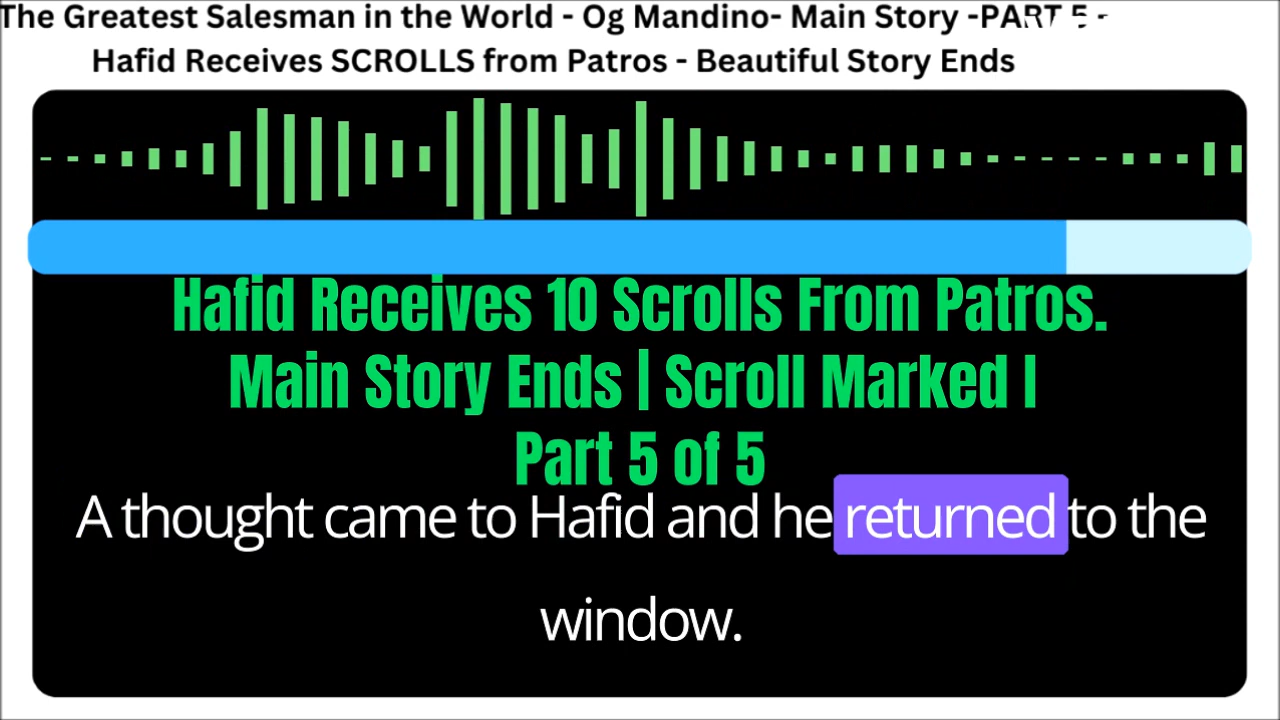 The Greatest Salesman in the World - Og Mandino- Main Story -PART 5 -
Hafid Receives SCROLLS from Patros - Beautiful Story Ends
Hafid Receives 10 Scrolls From Patros.
Main Story Ends | Scroll Marked I
Part 5 of 5
A thought came to Hafid and he returned to the
window.